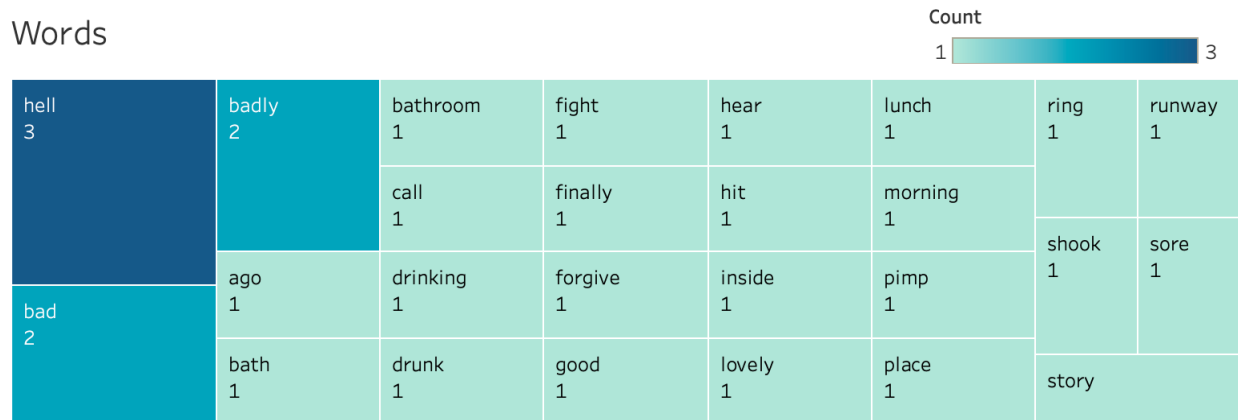 Words
Count
1 3
hell
3
bad
2
badly
2
ago
1
bath
1
bathroom
1
call
1
drinking
1
drunk
1
fight
1
finally
1
forgive
1
good
1
hear
1
hit
1
inside
1
lovely
1
lunch
1
morning
1
pimp
1
place
1
ring
1
runway
1
shook
1
sore
1
story